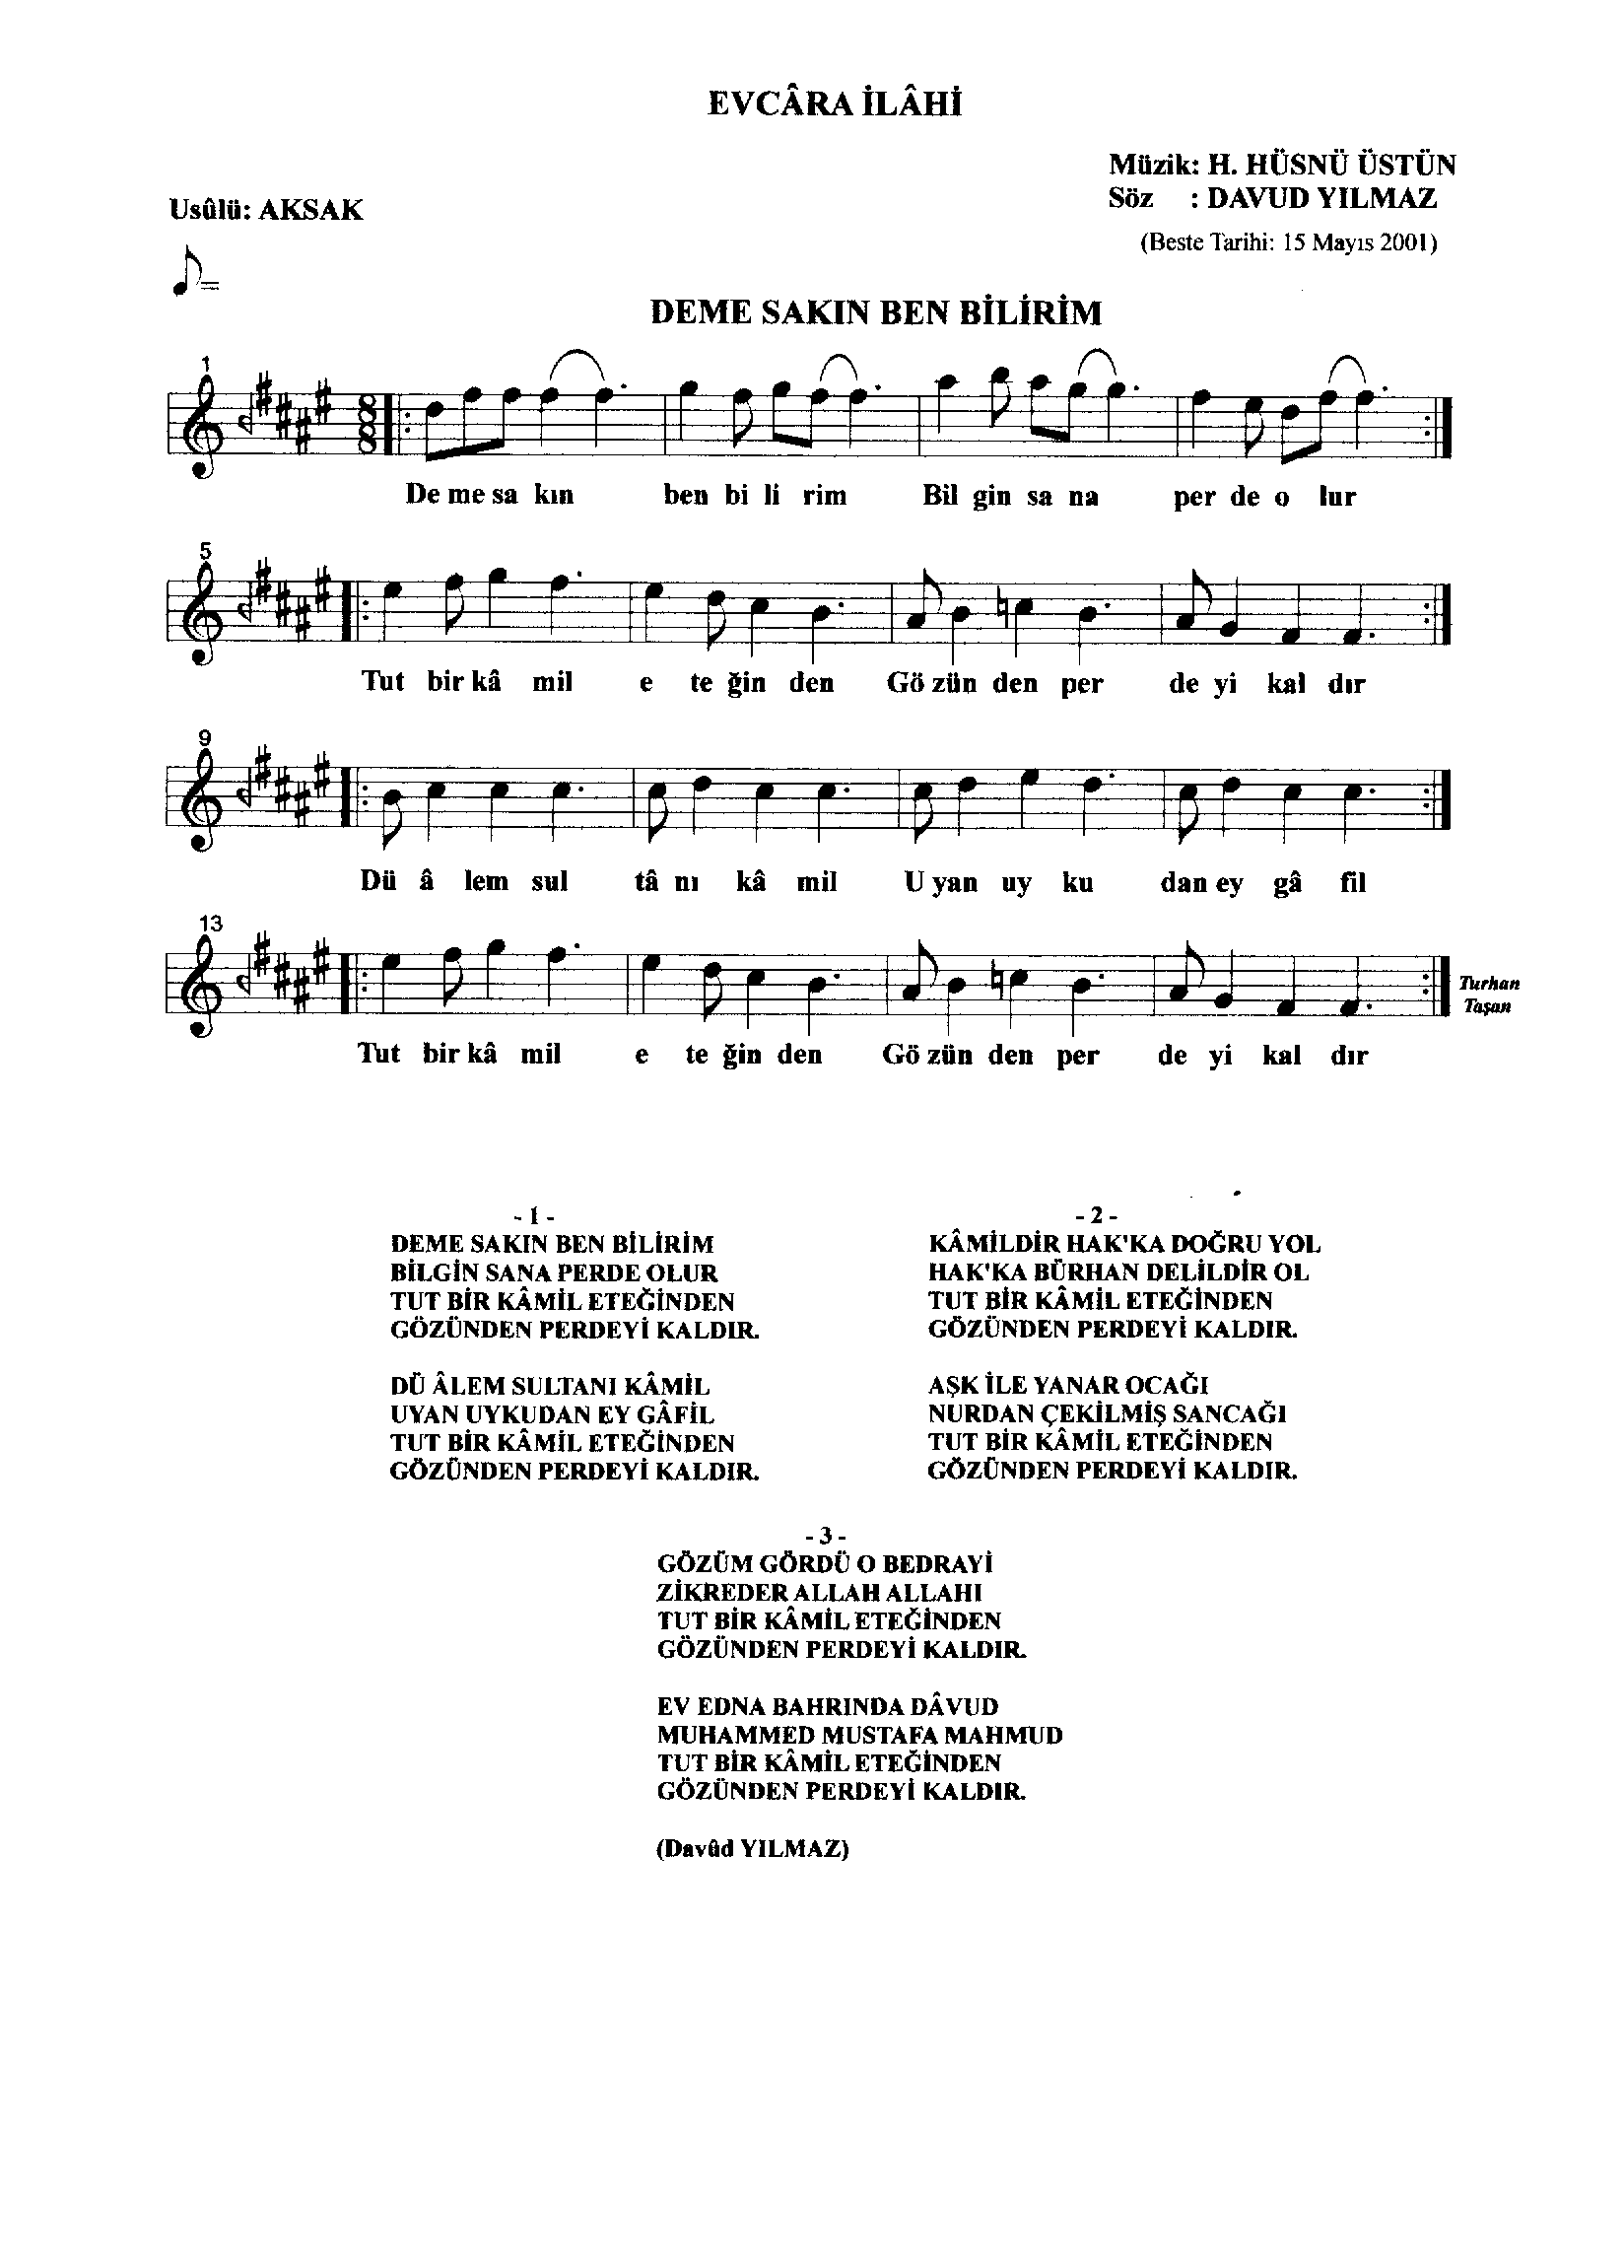 EVCÂRA İLÂHİ
Müzik: H. HÜSNÜ ÜSTÜN
Söz : DAVUD YILMAZ
Usûlü: AKSAK
(Beste Tarihi: 15 Mayıs 2001)
=
DEME SAKIN BEN BİLİRİM
1
8
8
De me sa kın ben bi li rim Bil gin sa na per de o lur
5
Tut bir kâ mil e te ğin den Gö zün den per de yi kal dır
9
Dü â lem sul tâ nı kâ mil U yan uy ku dan ey gâ fil
13
Turhan
Taşan
Tut bir kâ mil e te ğin den Gö zün den per de yi kal dır
- 1 -
DEME SAKIN BEN BİLİRİM
BİLGİN SANA PERDE OLUR
TUT BİR KÂMİL ETEĞİNDEN
GÖZÜNDEN PERDEYİ KALDIR.
DÜ ÂLEM SULTANI KÂMİL
UYAN UYKUDAN EY GÂFİL
TUT BİR KÂMİL ETEĞİNDEN
GÖZÜNDEN PERDEYİ KALDIR.
- 2 -
KÂMİLDİR HAK'KA DOĞRU YOL
HAK'KA BÜRHAN DELİLDİR OL
TUT BİR KÂMİL ETEĞİNDEN
GÖZÜNDEN PERDEYİ KALDIR.
AŞK İLE YANAR OCAĞI
NURDAN ÇEKİLMİŞ SANCAĞI
TUT BİR KÂMİL ETEĞİNDEN
GÖZÜNDEN PERDEYİ KALDIR.
- 3 -
GÖZÜM GÖRDÜ O BEDRAYİ
ZİKREDER ALLAH ALLAHI
TUT BİR KÂMİL ETEĞİNDEN
GÖZÜNDEN PERDEYİ KALDIR.
EV EDNA BAHRINDA DÂVUD
MUHAMMED MUSTAFA MAHMUD
TUT BİR KÂMİL ETEĞİNDEN
GÖZÜNDEN PERDEYİ KALDIR.
(Davûd YILMAZ)